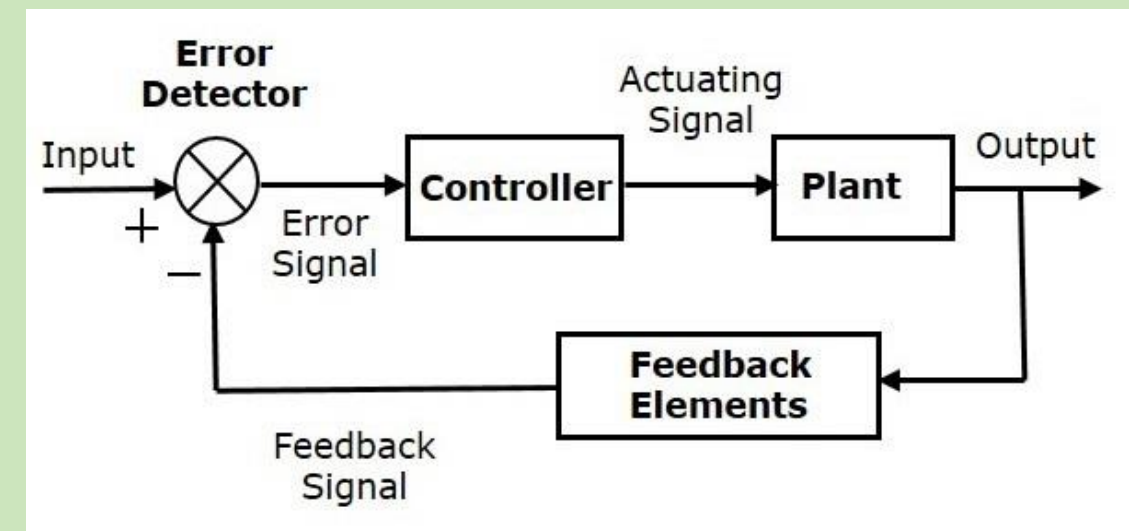 Error
Detector
Input
+
−
Error
Signal
Controller
Actuating
Signal
Plant
Output
Feedback
Elements
Feedback
Signal